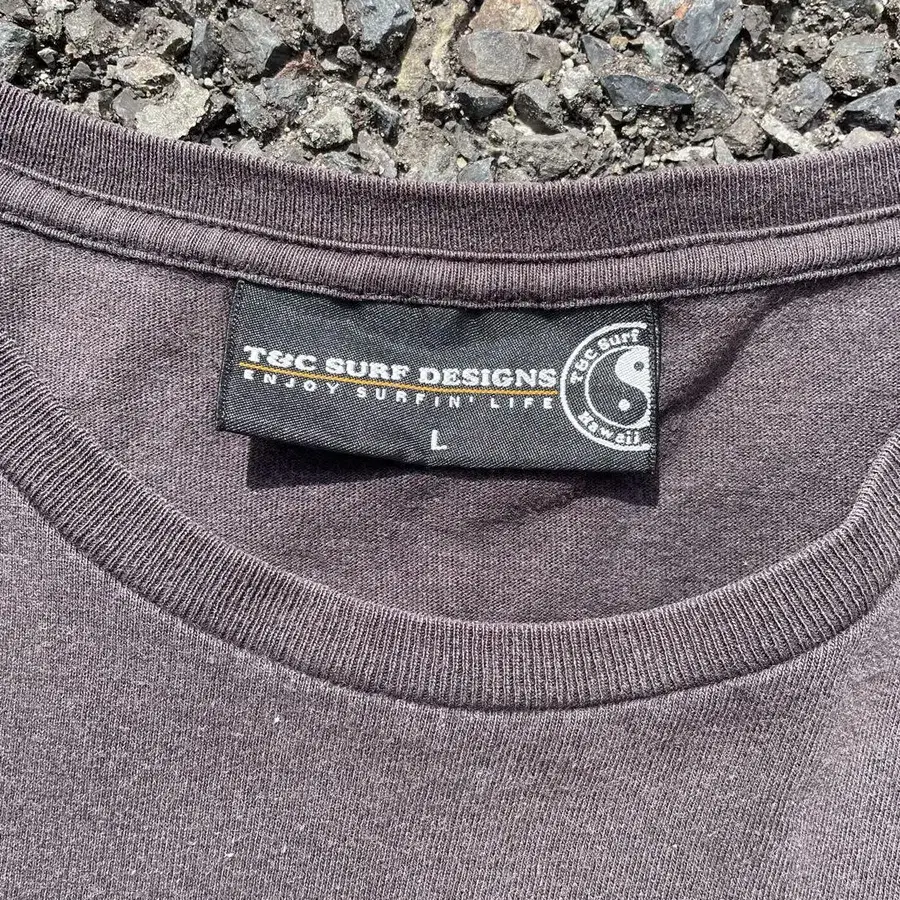 T&C SURF DESIGNS
ENJOY SURFIN' LIFE
L
T&C Surf
Hawaii